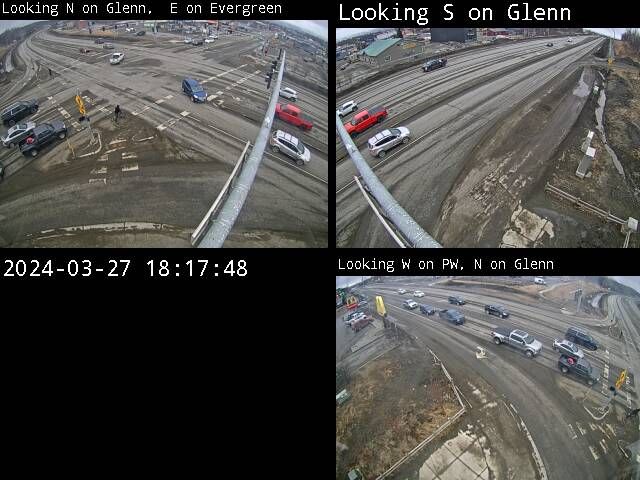 Looking N on Glenn,  E on Evergreen
Looking S on Glenn
2024-03-27 18:17:48
Looking W on PW, N on Glenn